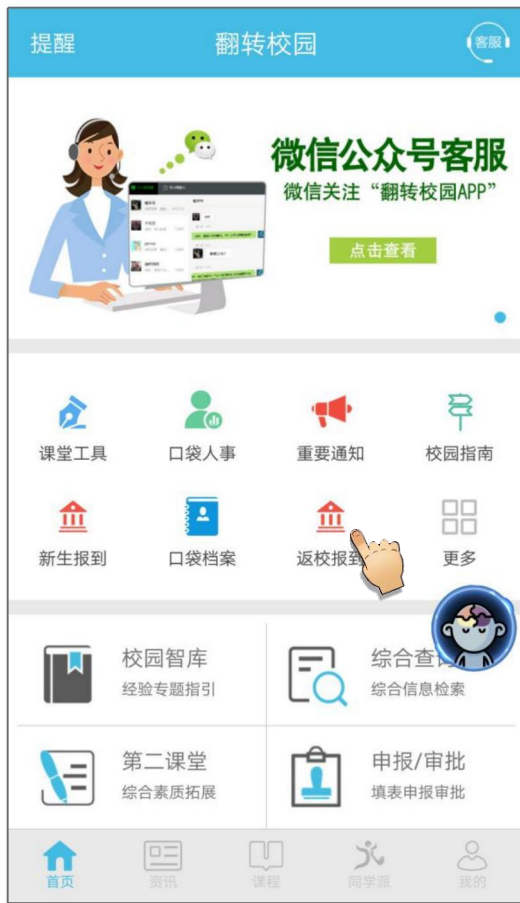 提醒
翻转校园
客服
微信公众号客服
微信关注“翻转校园APP”
点击查看
课堂工具
口袋人事
重要通知
校园指南
新生报到
口袋档案
返校报到
更多
校园智库
经验专题指引
综合查
综合信息检索
第二课堂
综合素质拓展
申报/审批
填表申报审批
首页
资讯
课程
同学派
我的